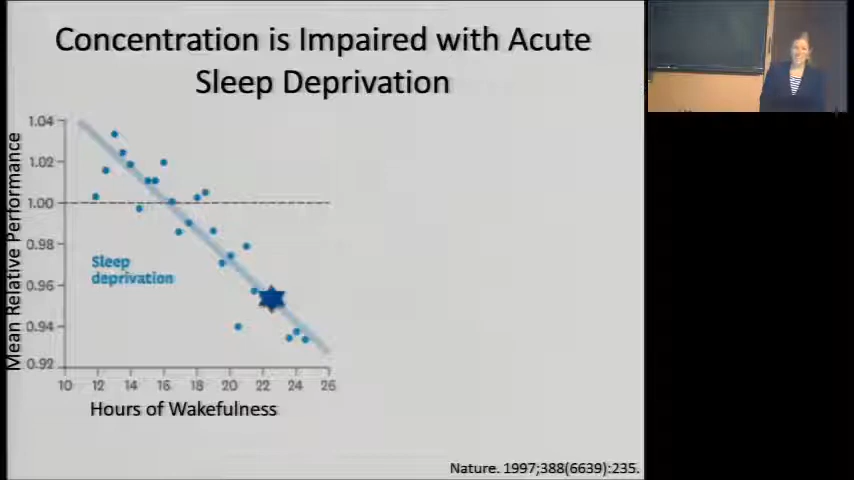 Concentration is Impaired with Acute
Sleep Deprivation
Mean Relative Performance
1.04
1.02
1.00
0.98
0.96
0.94
0.92
Sleep
deprivation
10 12 14 16 18 20 22 24 26
Hours of Wakefulness
Nature. 1997;388(6639):235.